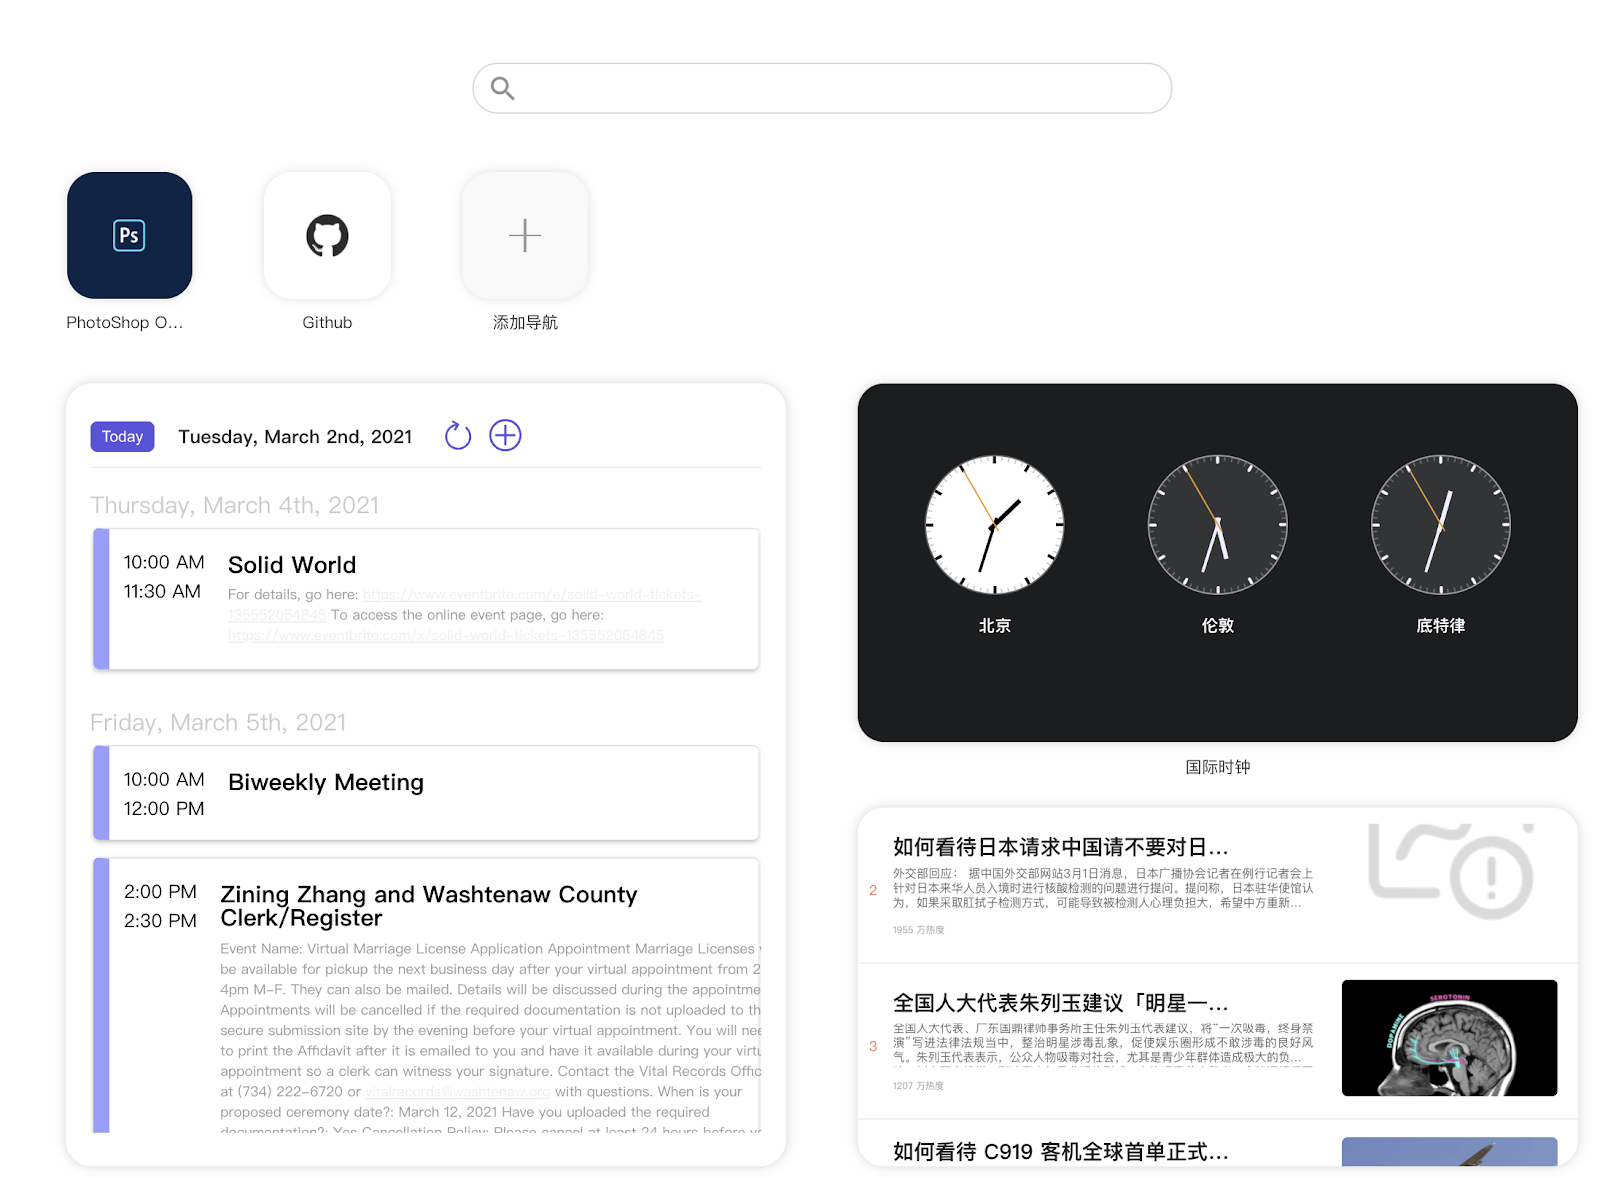 Ps
PhotoShop O...
Github
添加导航
Today
Tuesday, March 2nd, 2021
Thursday, March 4th, 2021
10:00 AM
11:30 AM
Solid World
For details, go here: https://www.eventbrite.com/e/solid-world-tickets-
135552054845 To access the online event page, go here:
https://www.eventbrite.com/x/solid-world-tickets-135552054845
Friday, March 5th, 2021
10:00 AM
12:00 PM
Biweekly Meeting
2:00 PM
2:30 PM
Zining Zhang and Washtenaw County
Clerk/Register
Event Name: Virtual Marriage License Application Appointment Marriage Licenses
be available for pickup the next business day after your virtual appointment from 2
4pm M-F. They can also be mailed. Details will be discussed during the appointme
Appointments will be cancelled if the required documentation is not uploaded to th
secure submission site by the evening before your virtual appointment. You will nee
to print the Affidavit after it is emailed to you and have it available during your virtu
appointment so a clerk can witness your signature. Contact the Vital Records Offic
at (734) 222-6720 or vitalrecords@washtenaw.org with questions. When is your
proposed ceremony date?: March 12, 2021 Have you uploaded the required
documentation?: Yes Cancellation Policy: Please cancel at least 24 hours before yo
北京
伦敦
底特律
国际时钟
2
如何看待日本请求中国请不要对日...
外交部回应： 据中国外交部网站3月1日消息，日本广播协会记者在例行记者会上
针对日本来华人员入境时进行核酸检测的问题进行提问。提问称，日本驻华使馆认
为，如果采取肛拭子检测方式，可能导致被检测人心理负担大，希望中方重新...
1955 万热度
3
全国人大代表朱列玉建议「明星一...
全国人大代表、广东国鼎律师事务所主任朱列玉代表建议，将“一次吸毒，终身禁
演”写进法律法规当中，整治明星涉毒乱象，促使娱乐圈形成不敢涉毒的良好风
气。朱列玉代表表示，公众人物吸毒对社会，尤其是青少年群体造成极大的负...
1207 万热度
SEROTONIN
DOPAMINE
如何看待 C919 客机全球首单正式...